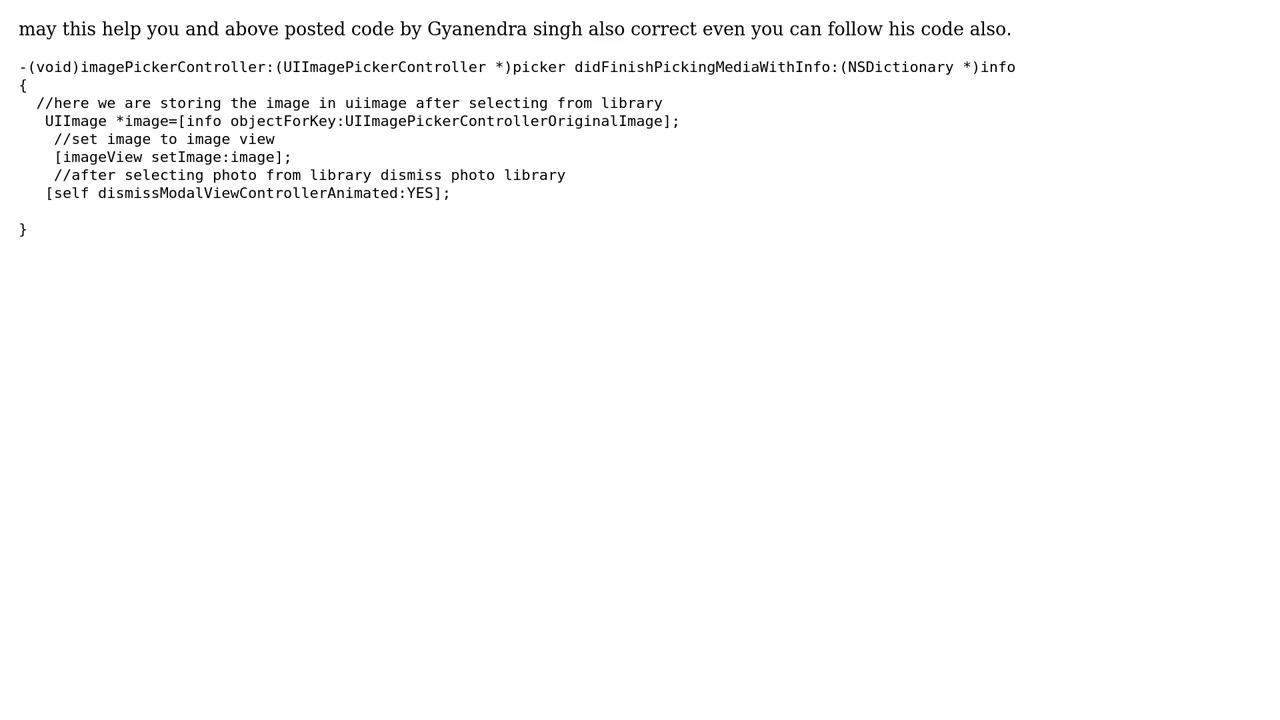 may this help you and above posted code by Gyanendra singh also correct even you can follow his code also.
-(void)imagePickerController:(UIImagePickerController *)picker didFinishPickingMediaWithInfo:(NSDictionary *)info
{
  //here we are storing the image in uiimage after selecting from library
   UIImage *image=[info objectForKey:UIImagePickerControllerOriginalImage];
    //set image to image view
    [imageView setImage:image];
    //after selecting photo from library dismiss photo library
   [self dismissModalViewControllerAnimated:YES];
}